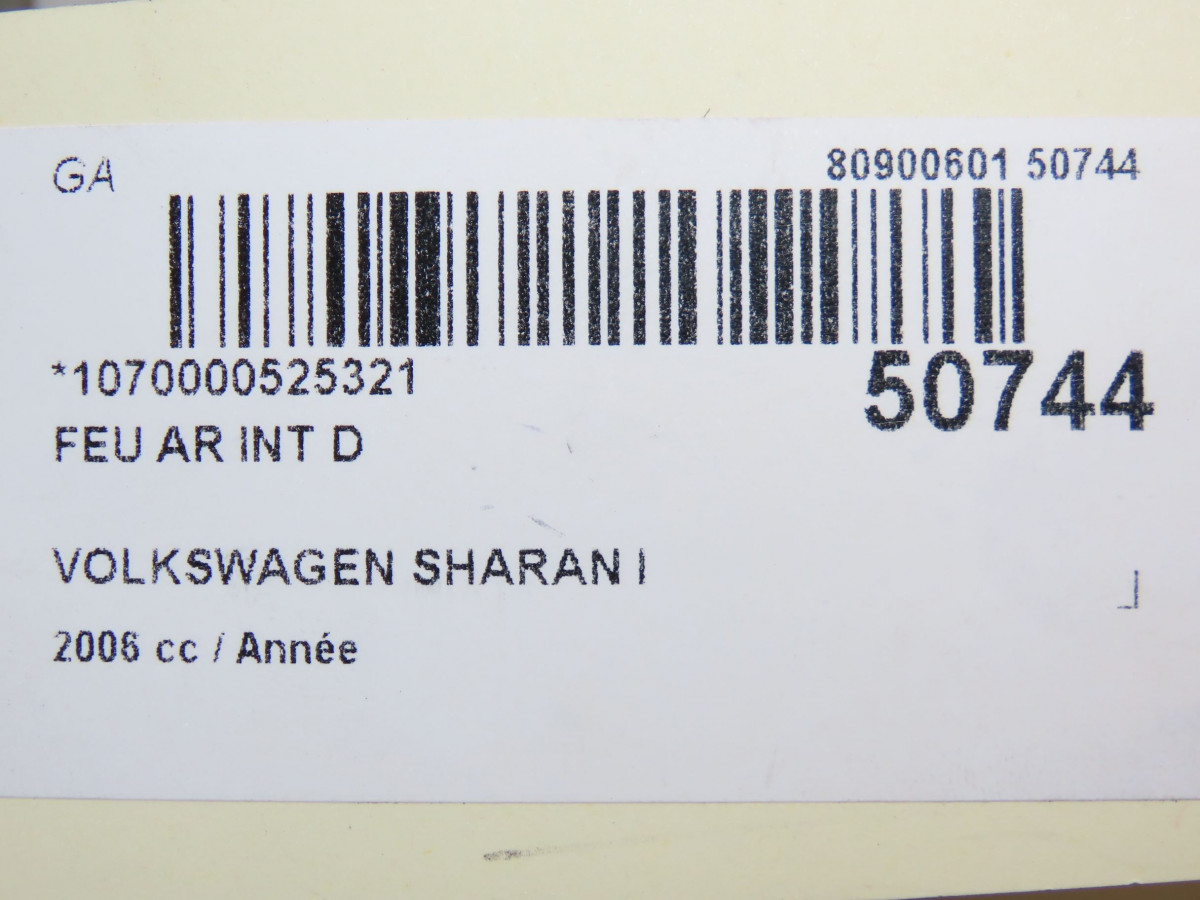 GA
80900601 50744
*1070000525321
50744
FEU AR INT D
VOLKSWAGEN SHARAN I
2006 cc / Année